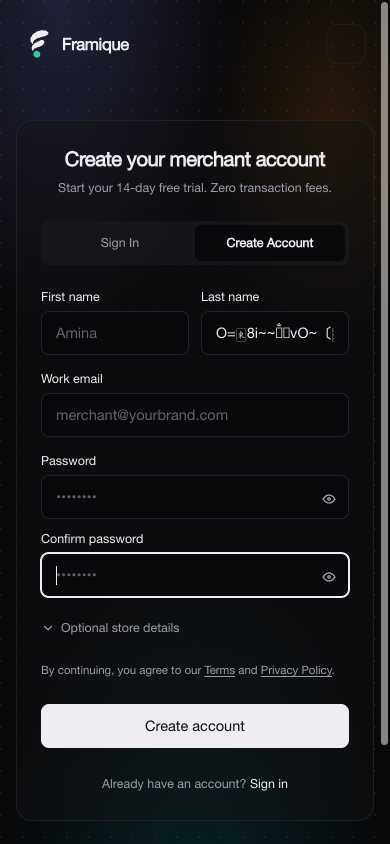 Framique
Create your merchant account
Start your 14-day free trial. Zero transaction fees.
Sign In
Create Account
First name
Last name
Amina
Work email
merchant@yourbrand.com
Password
••••••••
Confirm password
••••••••
Optional store details
By continuing, you agree to our Terms and Privacy Policy.
Create account
Already have an account? Sign in